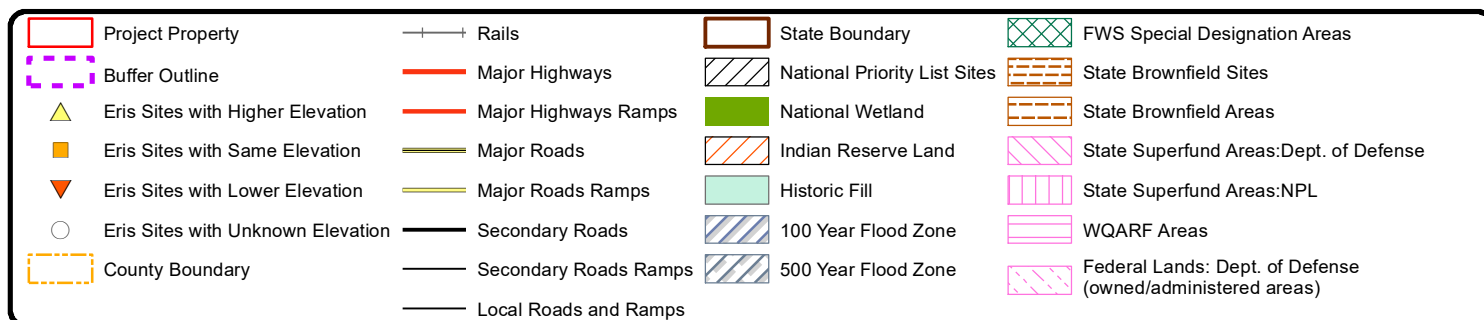 Project Property
Buffer Outline
Eris Sites with Higher Elevation
Eris Sites with Same Elevation
Eris Sites with Lower Elevation
Eris Sites with Unknown Elevation
County Boundary
Rails
Major Highways
Major Highways Ramps
Major Roads
Major Roads Ramps
Secondary Roads
Secondary Roads Ramps
Local Roads and Ramps
State Boundary
National Priority List Sites
National Wetland
Indian Reserve Land
Historic Fill
100 Year Flood Zone
500 Year Flood Zone
FWS Special Designation Areas
State Brownfield Sites
State Brownfield Areas
State Superfund Areas:Dept. of Defense
State Superfund Areas:NPL
WQARF Areas
Federal Lands: Dept. of Defense
(owned/administered areas)